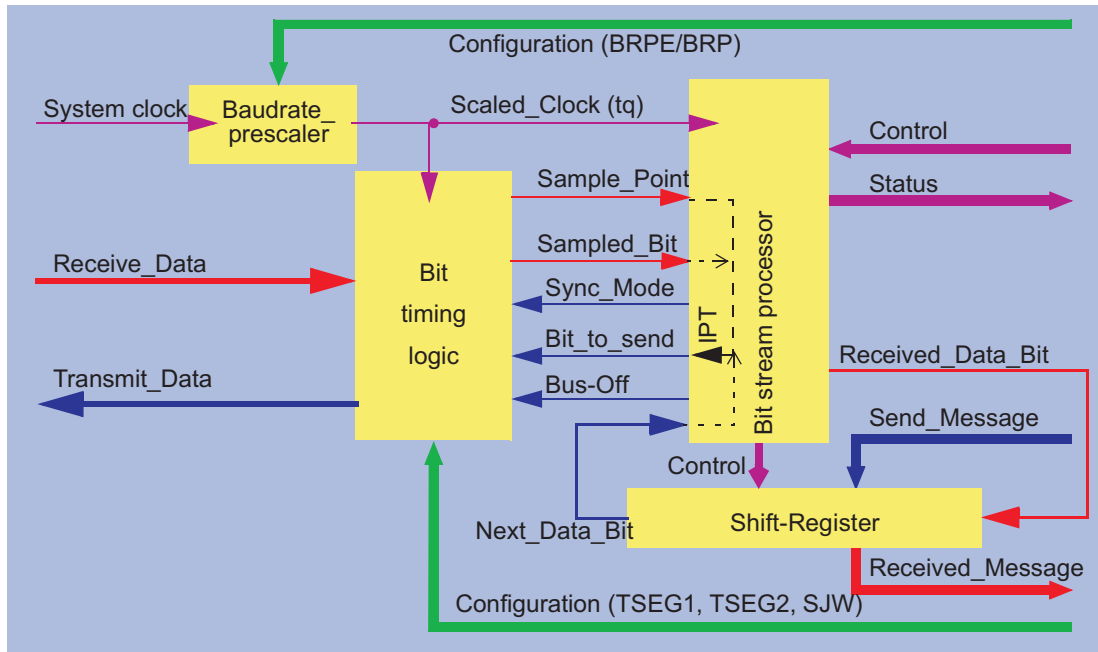 Configuration (BRPE/BRP)
System clock
Baudrate_
prescaler
Scaled_Clock (tq)
Control
Status
Sample_Point
Sampled_Bit
Receive_Data
Bit
timing
logic
Sync_Mode
Bit_to_send
Bus-Off
IPT
Bit stream processor
Received_Data_Bit
Transmit_Data
Send_Message
Control
Next_Data_Bit
Shift-Register
Received_Message
Configuration (TSEG1, TSEG2, SJW)